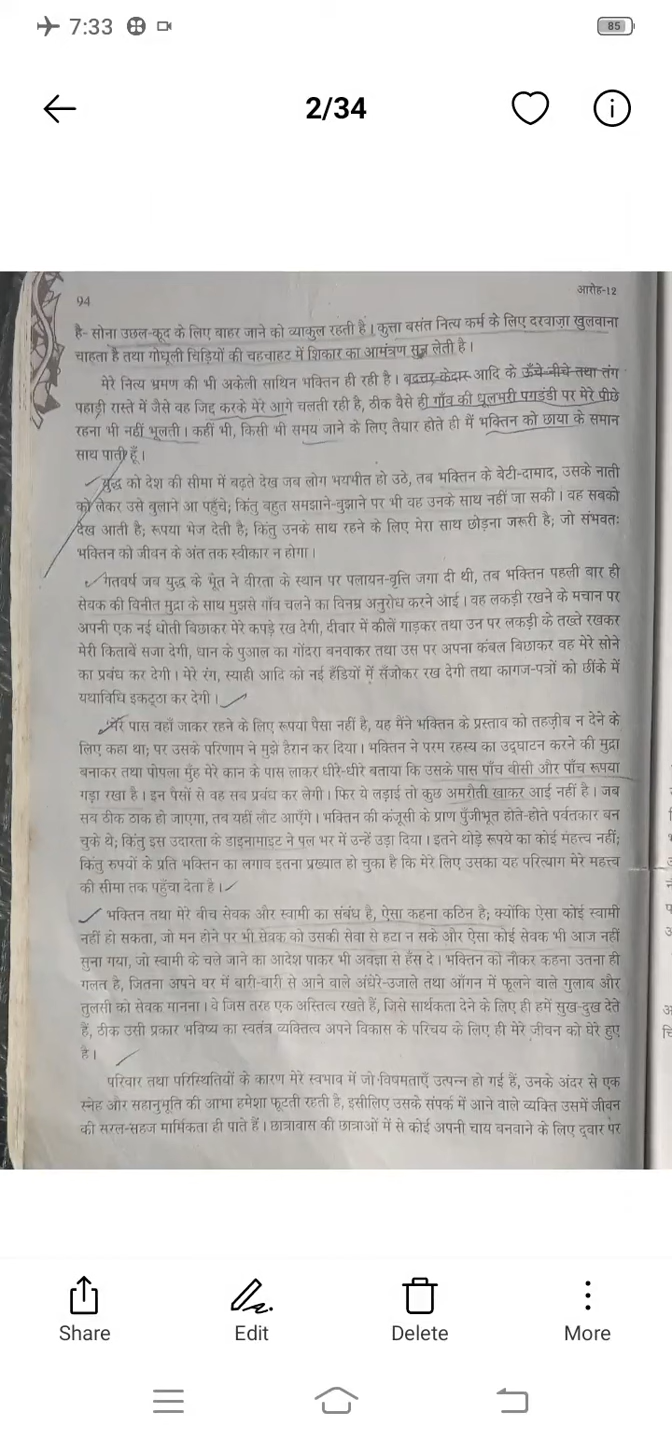 7:33
85
2/34
94
आरोह-12
है- सोना उछल-कूद के लिए बाहर जाने को व्याकुल रहती है। कुत्ता बसंत नित्य कर्म के लिए दरवाज़ा खुलवाना
चाहता है तथा गोधूली चिड़ियों की चहचाहट में शिकार का आमंत्रण सुन लेती है।
मेरे नित्य भ्रमण की भी अकेली साथिन भक्तिन ही रही है। बदतर-केदार आदि के ऊँचे नीचे तथा तंग
पहाड़ी रास्ते में जैसे वह जिद्द करके मेरे आगे चलती रही है, ठीक वैसे ही गाँव की धूलभरी पगडंडी पर मेरे पीछे
रहना भी नहीं भूलती। कहीं भी, किसी भी समय जाने के लिए तैयार होते ही मैं भक्तिन को छाया के समान
साथ पाती हूँ।
युद्ध को देश की सीमा में बढ़ते देख जब लोग भयभीत हो उठे, तब भक्तिन के बेटी-दामाद, उसके नाती
को लेकर उसे बुलाने आ पहुँचे; किंतु बहुत समझाने-बुझाने पर भी वह उनके साथ नहीं जा सकी। वह सबको
देख आती है; रूपया भेज देती है; किंतु उनके साथ रहने के लिए मेरा साथ छोड़ना जरूरी है; जो संभवतः
भक्तिन को जीवन के अंत तक स्वीकार न होगा।
गतवर्ष जब युद्ध के भूत ने वीरता के स्थान पर पलायन-वृत्ति जगा दी थी, तब भक्तिन पहली बार ही
सेवक की विनीत मुद्रा के साथ मुझसे गाँव चलने का विनम्र अनुरोध करने आई। वह लकड़ी रखने के मचान पर
अपनी एक नई धोती बिछाकर मेरे कपड़े रख देगी, दीवार में कीलें गाड़कर तथा उन पर लकड़ी के तख्ते रखकर
मेरी किताबें सजा देगी, धान के पुआल का गोंदरा बनवाकर तथा उस पर अपना कंबल बिछाकर वह मेरे सोने
का प्रबंध कर देगी। मेरे रंग, स्याही आदि को नई हँडियों में सँजोकर रख देगी तथा कागज-पत्रों को छींके में
यथाविधि इकट्ठा कर देगी।
मेरे पास वहाँ जाकर रहने के लिए रूपया पैसा नहीं है, यह मैंने भक्तिन के प्रस्ताव को तहज़ीब न देने के
लिए कहा था; पर उसके परिणाम ने मुझे हैरान कर दिया। भक्तिन ने परम रहस्य का उद्घाटन करने की मुद्रा
बनाकर तथा पोपला मुँह मेरे कान के पास लाकर धीरे-धीरे बताया कि उसके पास पाँच बीसी और पाँच रूपया
गड़ा रखा है। इन पैसों से वह सब प्रबंध कर लेगी। फिर ये लड़ाई तो कुछ अमरौती खाकर आई नहीं है। जब
सब ठीक ठाक हो जाएगा, तब यहीं लौट आएँगे। भक्तिन की कंजूसी के प्राण पुँजीभूत होते-होते पर्वतकार बन
चुके थे; किंतु इस उदारता के डाइनामाइट ने पल भर में उन्हें उड़ा दिया। इतने थोड़े रूपये का कोई महत्त्व नहीं;
किंतु रुपयों के प्रति भक्तिन का लगाव इतना प्रख्यात हो चुका है कि मेरे लिए उसका यह परित्याग मेरे महत्त्व
की सीमा तक पहुँचा देता है।
भक्तिन तथा मेरे बीच सेवक और स्वामी का संबंध है, ऐसा कहना कठिन है; क्योंकि ऐसा कोई स्वामी
नहीं हो सकता, जो मन होने पर भी सेवक को उसकी सेवा से हटा न सके और ऐसा कोई सेवक भी आज नहीं
सुना गया, जो स्वामी के चले जाने का आदेश पाकर भी अवज्ञा से हँस दे। भक्तिन को नौकर कहना उतना ही
गलत है, जितना अपने घर में बारी-बारी से आने वाले अंधेरे-उजाले तथा आँगन में फूलने वाले गुलाब और
तुलसी को सेवक मानना। वे जिस तरह एक अस्तित्व रखते हैं, जिसे सार्थकता देने के लिए ही हमें सुख-दुख देते
हैं, ठीक उसी प्रकार भविष्य का स्वतंत्र व्यक्तित्व अपने विकास के परिचय के लिए ही मेरे जीवन को घेरे हुए
है।
परिवार तथा परिस्थितियों के कारण मेरे स्वभाव में जो विषमताएँ उत्पन्न हो गई हैं, उनके अंदर से एक
स्नेह और सहानुभूति की आभा हमेशा फूटती रहती है, इसीलिए उसके संपर्क में आने वाले व्यक्ति उसमें जीवन
की सरल-सहज मार्मिकता ही पाते हैं। छात्रावास की छात्राओं में से कोई अपनी चाय बनवाने के लिए द्वार पर
Share
Edit
Delete
More